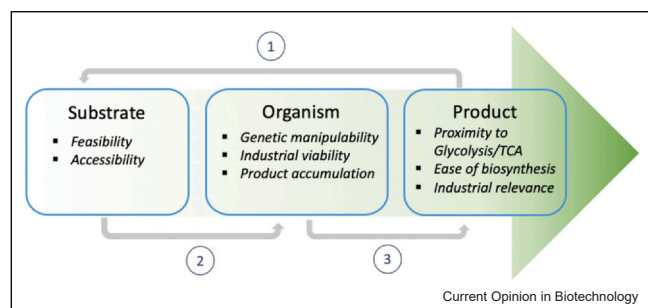 1
Substrate
▪ Feasibility
▪ Accessibility
Organism
▪ Genetic manipulability
▪ Industrial viability
▪ Product accumulation
Product
▪ Proximity to
Glycolysis/TCA
▪ Ease of biosynthesis
▪ Industrial relevance
2
3
Current Opinion in Biotechnology